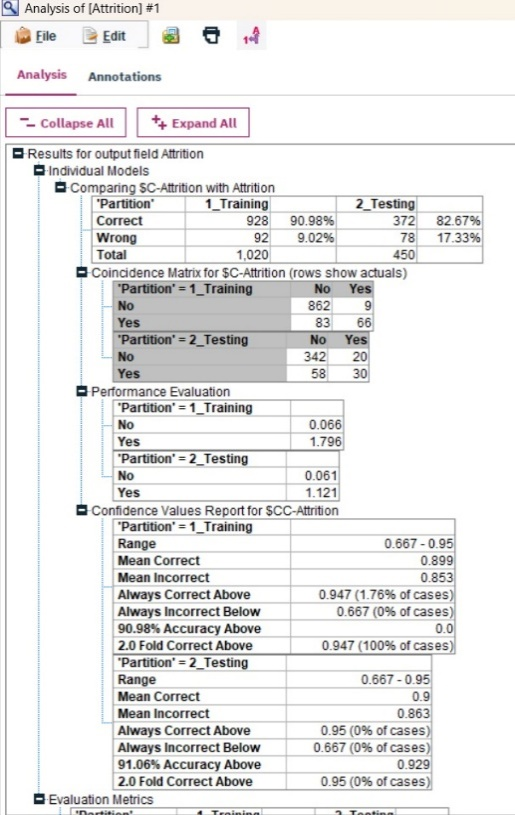 Analysis of [Attrition] #1
File Edit
Analysis Annotations
Collapse All Expand All
Results for output field Attrition
Individual Models
Comparing $C-Attrition with Attrition
'Partition' 1_Training 2_Testing
Correct 928 90.98% 372 82.67%
Wrong 92 9.02% 78 17.33%
Total 1,020 450
Coincidence Matrix for $C-Attrition (rows show actuals)
'Partition' = 1_Training No Yes
No 862 9
Yes 83 66
'Partition' = 2_Testing No Yes
No 342 20
Yes 58 30
Performance Evaluation
'Partition' = 1_Training
No 0.066
Yes 1.796
'Partition' = 2_Testing
No 0.061
Yes 1.121
Confidence Values Report for $CC-Attrition
'Partition' = 1_Training
Range 0.667 - 0.95
Mean Correct 0.899
Mean Incorrect 0.853
Always Correct Above 0.947 (1.76% of cases)
Always Incorrect Below 0.667 (0% of cases)
90.98% Accuracy Above 0.0
2.0 Fold Correct Above 0.947 (100% of cases)
'Partition' = 2_Testing
Range 0.667 - 0.95
Mean Correct 0.9
Mean Incorrect 0.863
Always Correct Above 0.95 (0% of cases)
Always Incorrect Below 0.667 (0% of cases)
91.06% Accuracy Above 0.929
2.0 Fold Correct Above 0.95 (0% of cases)
Evaluation Metrics
'Partition' 1_Training 2_Testing